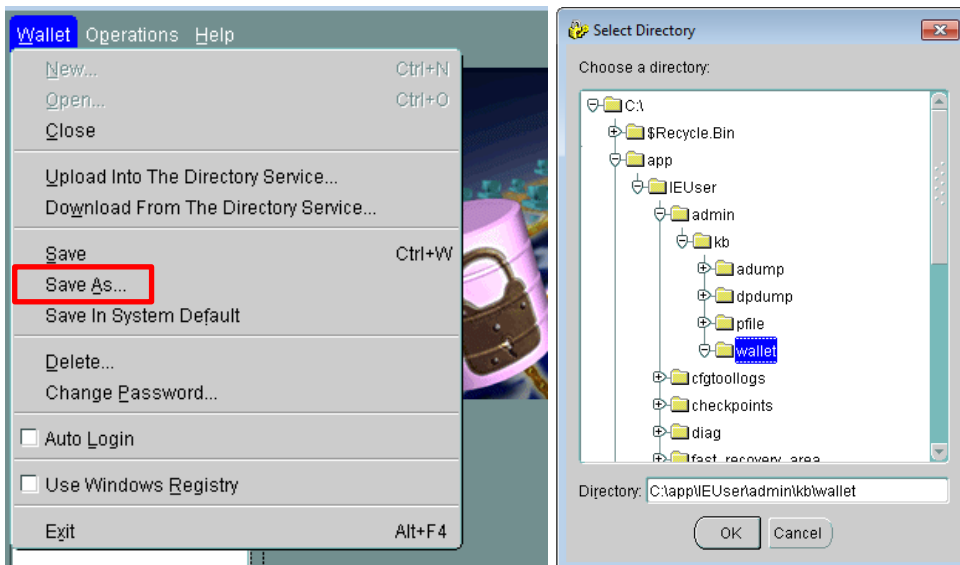 Wallet Operations Help
New... Ctrl+N
Open... Ctrl+O
Close
Upload Into The Directory Service...
Download From The Directory Service...
Save Ctrl+W
Save As...
Save In System Default
Delete...
Change Password...
Auto Login
Use Windows Registry
Exit Alt+F4
Select Directory
Choose a directory:
C:\
$Recycle.Bin
app
IEUser
admin
kb
adump
dpdump
pfile
wallet
cfgtoollogs
checkpoints
diag
fast_recovery_area
Directory: C:\app\IEUser\admin\kb\wallet
OK Cancel